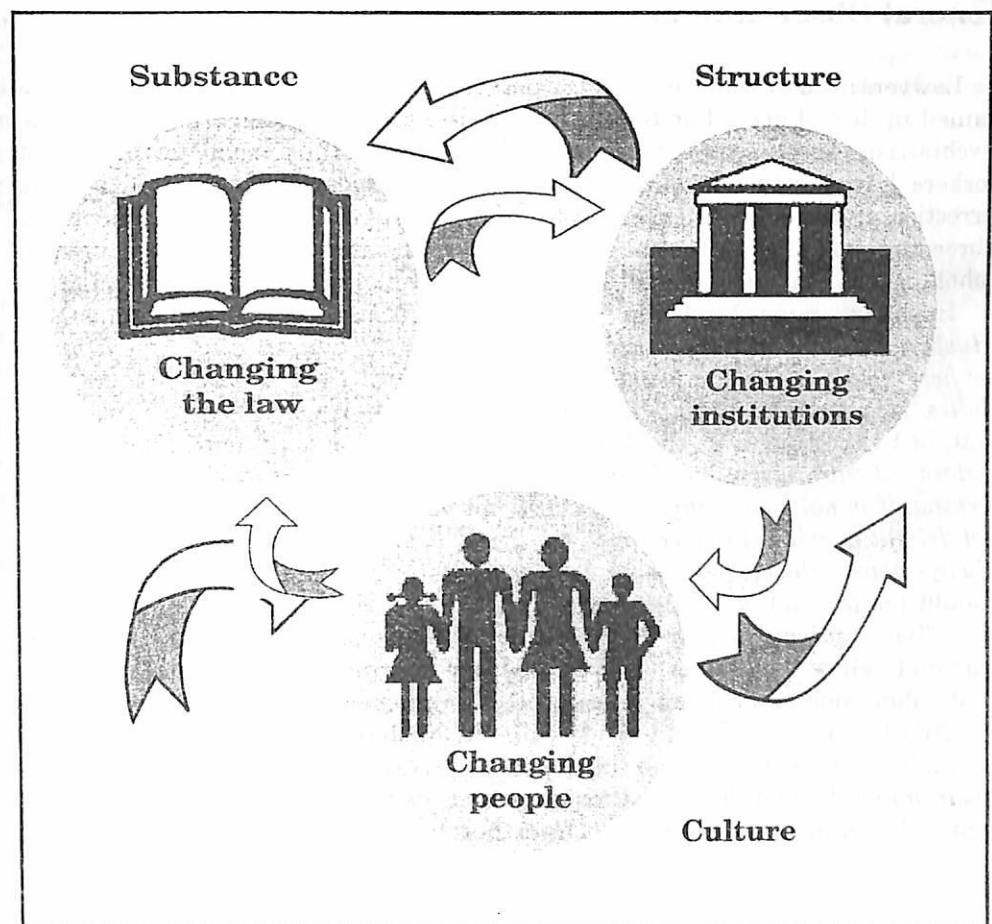 Substance
Structure
Changing
the law
Changing
institutions
Changing
people
Culture